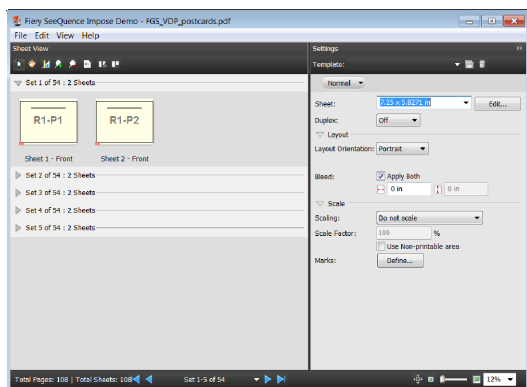 Fiery SeeQuence Impose Demo - FGS_VDP_postcards.pdf
File Edit View Help
Sheet View
Settings
Template:
Set 1 of 54 : 2 Sheets
Normal
R1-P1
R1-P2
Sheet 1 - Front
Sheet 2 - Front
Set 2 of 54 : 2 Sheets
Set 3 of 54 : 2 Sheets
Set 4 of 54 : 2 Sheets
Set 5 of 54 : 2 Sheets
Sheet: 7.25 x 5.8271 in Edit...
Duplex: Off
Layout
Layout Orientation: Portrait
Bleed: Apply Both
0 in 0 in
Scale
Scaling: Do not scale
Scale Factor: 100 %
Use Non-printable area
Marks: Define...
Total Pages: 108 | Total Sheets: 108 Set 1-5 of 54 12%